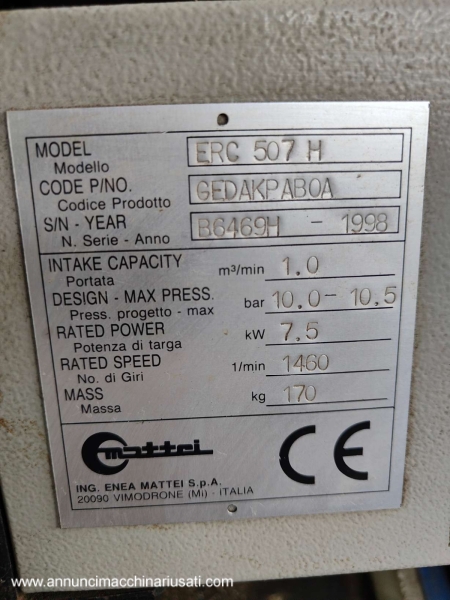 MODEL ERC 507 H
Modello
CODE P/NO. GEDAKPAB0A
Codice Prodotto
S/N - YEAR B6469H - 1998
N. Serie - Anno
INTAKE CAPACITY m³/min 1.0
Portata
DESIGN - MAX PRESS. bar 10.0 - 10.5
Press. progetto - max
RATED POWER kW 7.5
Potenza di targa
RATED SPEED 1/min 1460
No. di Giri
MASS kg 170
Massa
mattei CE
ING. ENEA MATTEI S.p.A.
20090 VIMODRONE (Mi) - ITALIA
www.annuncimacchinariusati.com